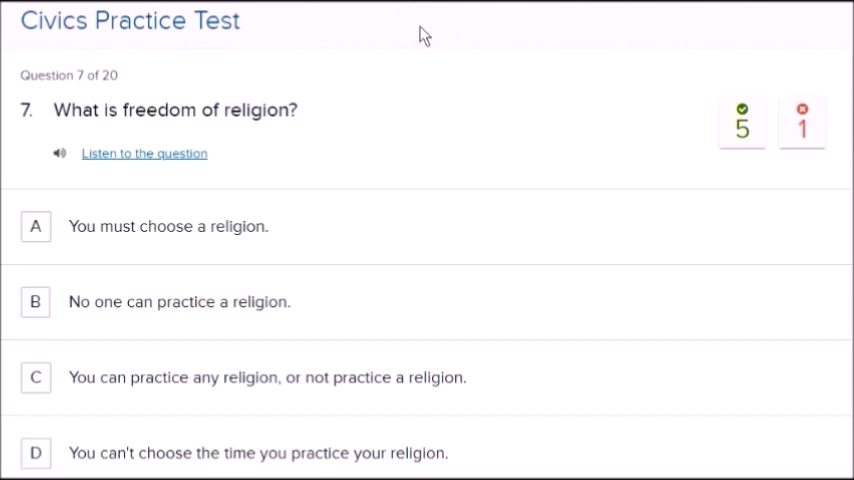 Civics Practice Test
Question 7 of 20
7. What is freedom of religion?
5 1
Listen to the question
A You must choose a religion.
B No one can practice a religion.
C You can practice any religion, or not practice a religion.
D You can't choose the time you practice your religion.